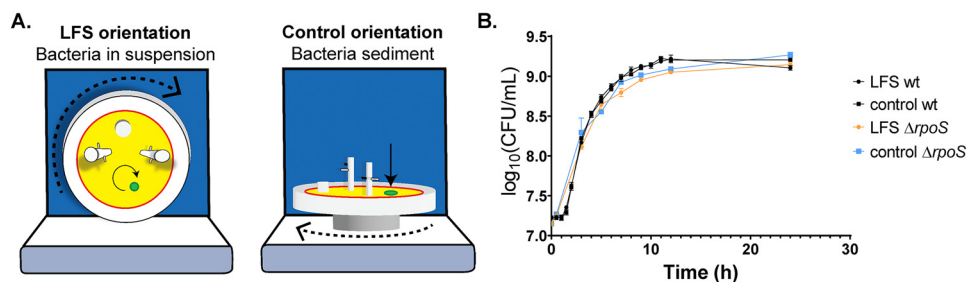 A.
LFS orientation
Bacteria in suspension
Control orientation
Bacteria sediment
B.
log10(CFU/mL)
9.5
9.0
8.5
8.0
7.5
7.0
0
10
20
30
Time (h)
LFS wt
control wt
LFS ΔrpoS
control ΔrpoS